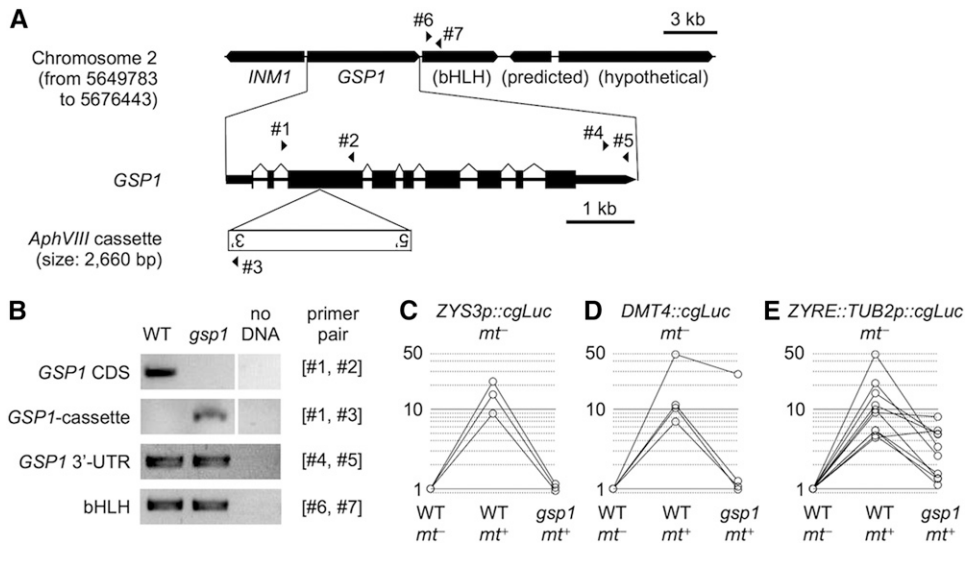 A
#6
#7
3 kb
Chromosome 2
(from 5649783
to 5676443)
INM1
GSP1
(bHLH)
(predicted)
(hypothetical)
#1
#2
#4
#5
GSP1
1 kb
AphVIII cassette
(size: 2,660 bp)
3'
5'
#3
B
WT
gsp1
no
DNA
primer
pair
GSP1 CDS
[#1, #2]
GSP1-cassette
[#1, #3]
GSP1 3'-UTR
[#4, #5]
bHLH
[#6, #7]
C
ZYS3p::cgLuc
mt–
50
10
1
WT
mt–
WT
mt+
gsp1
mt+
D
DMT4::cgLuc
mt–
50
10
1
WT
mt–
WT
mt+
gsp1
mt+
E
ZYRE::TUB2p::cgLuc
mt–
50
10
1
WT
mt–
WT
mt+
gsp1
mt+